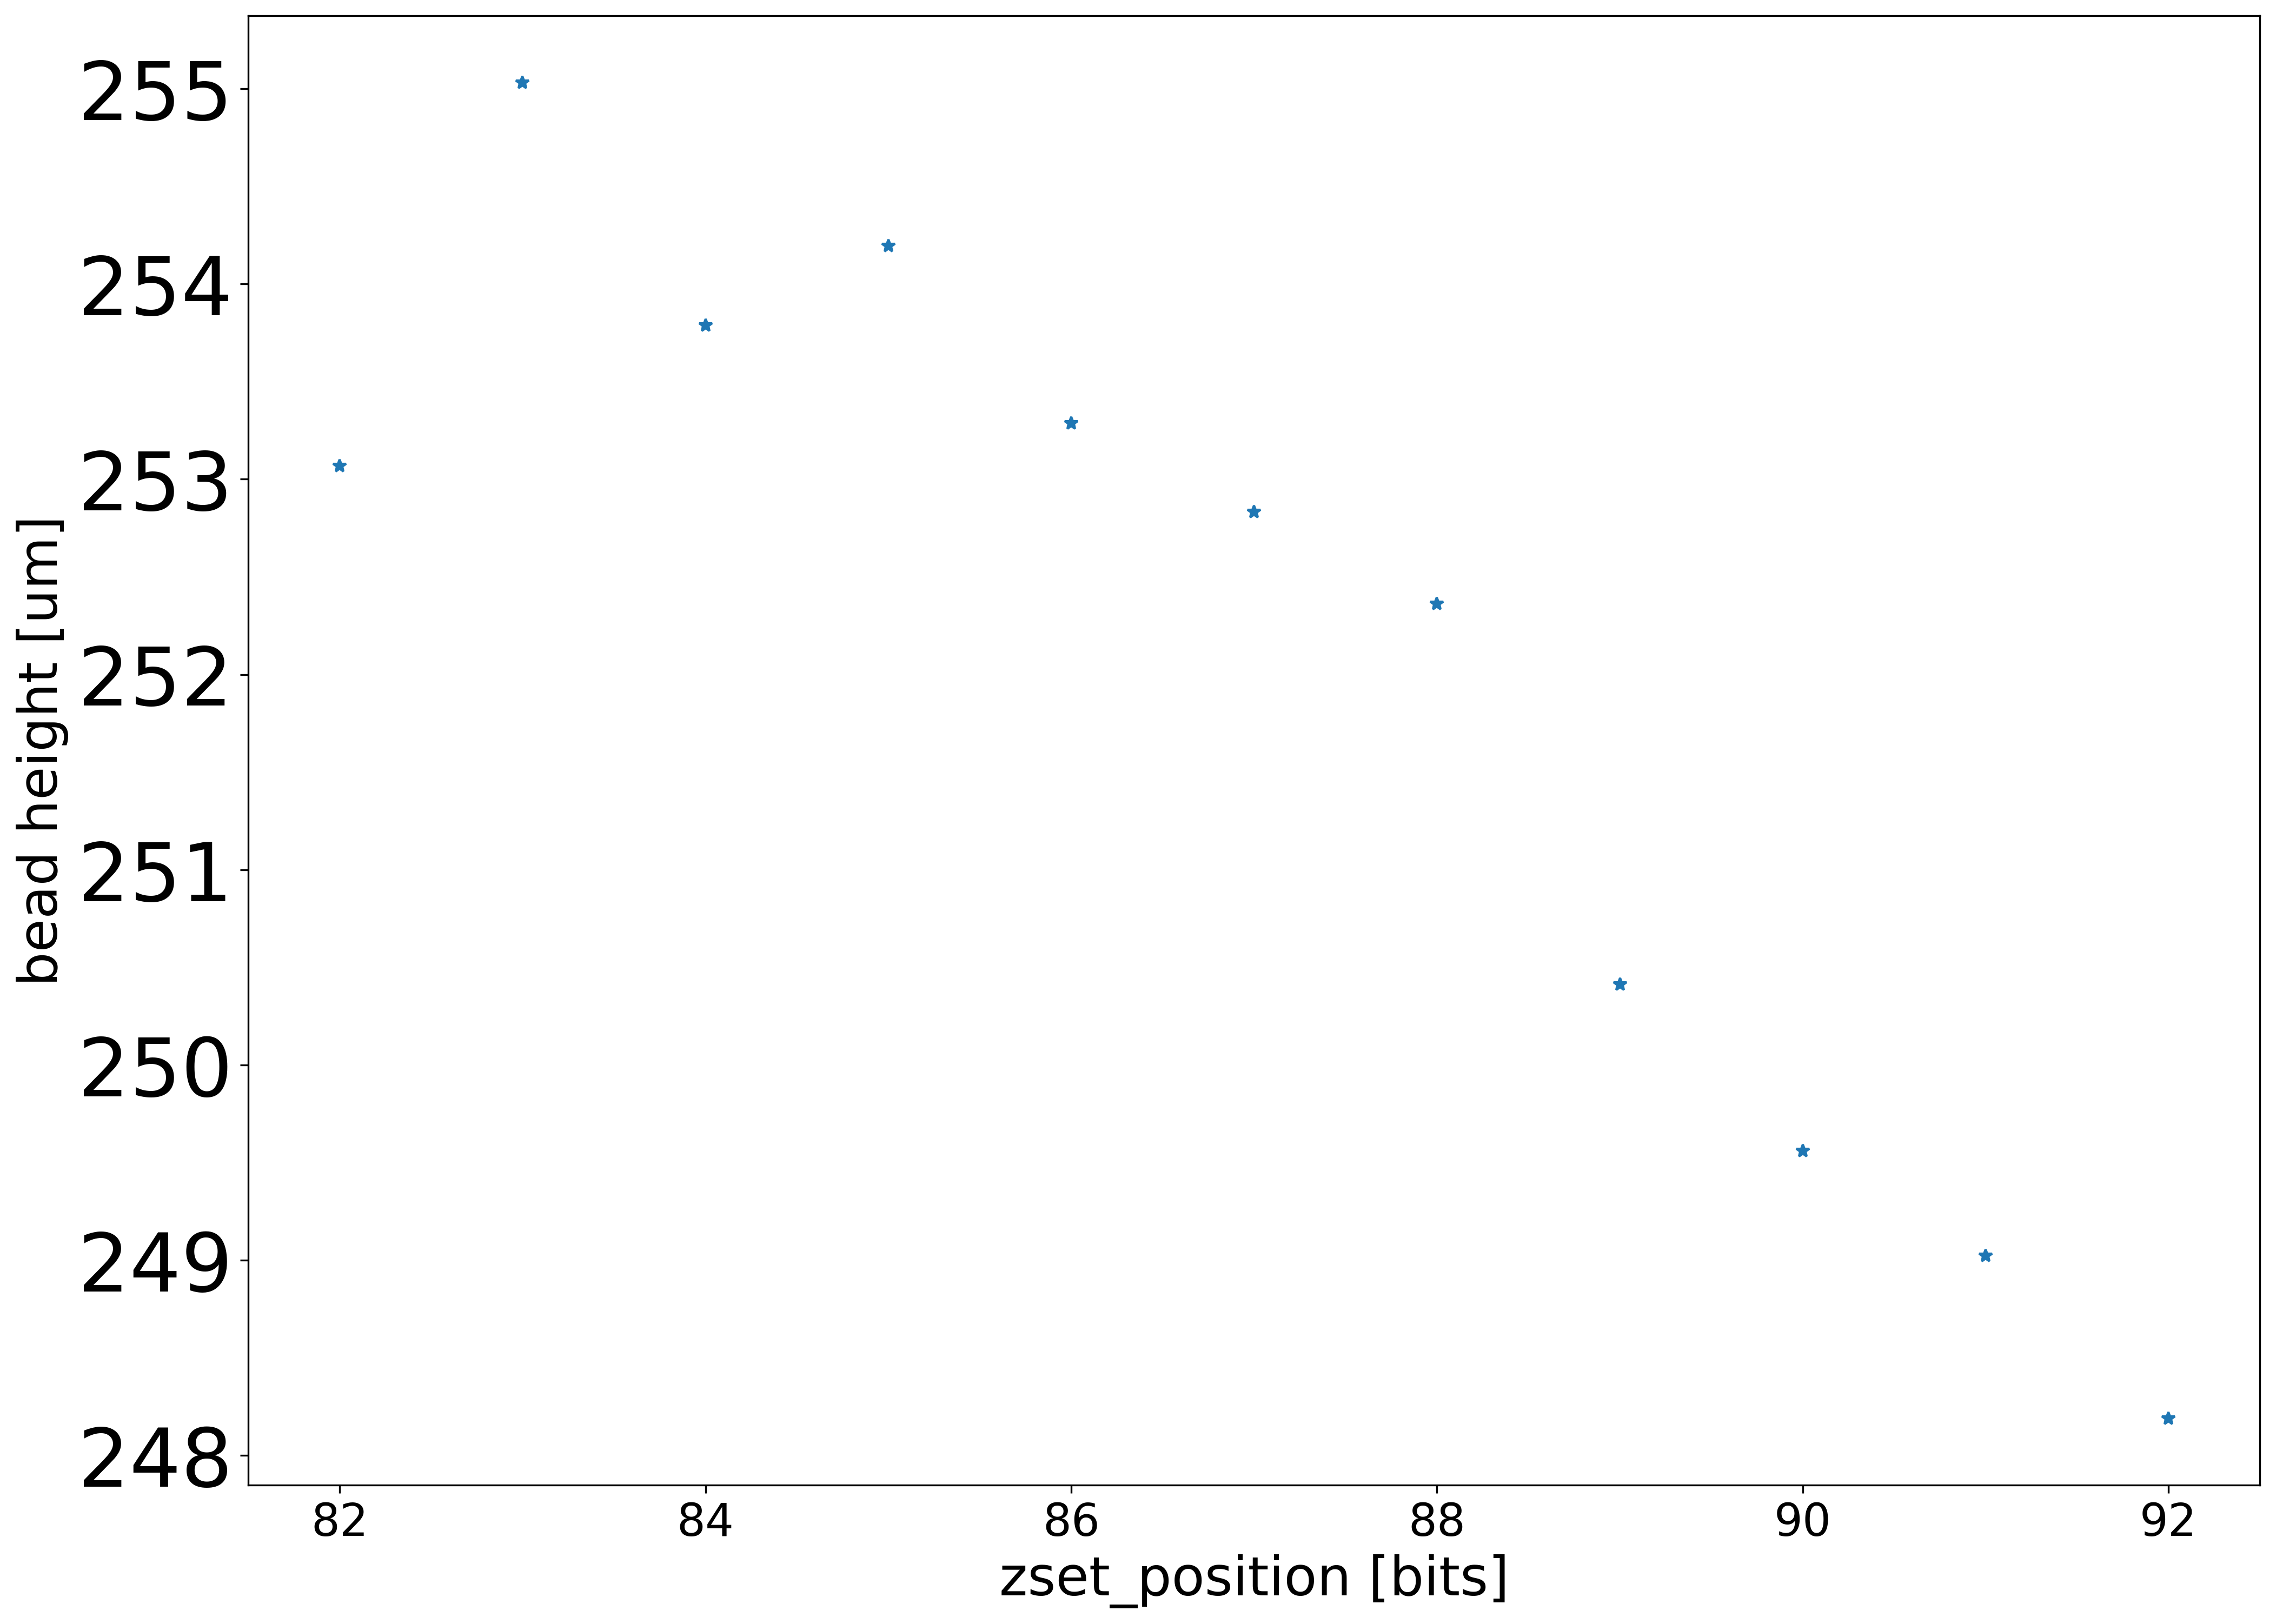 255
254
253
252
251
250
249
248
bead height [um]
82 84 86 88 90 92
zset_position [bits]